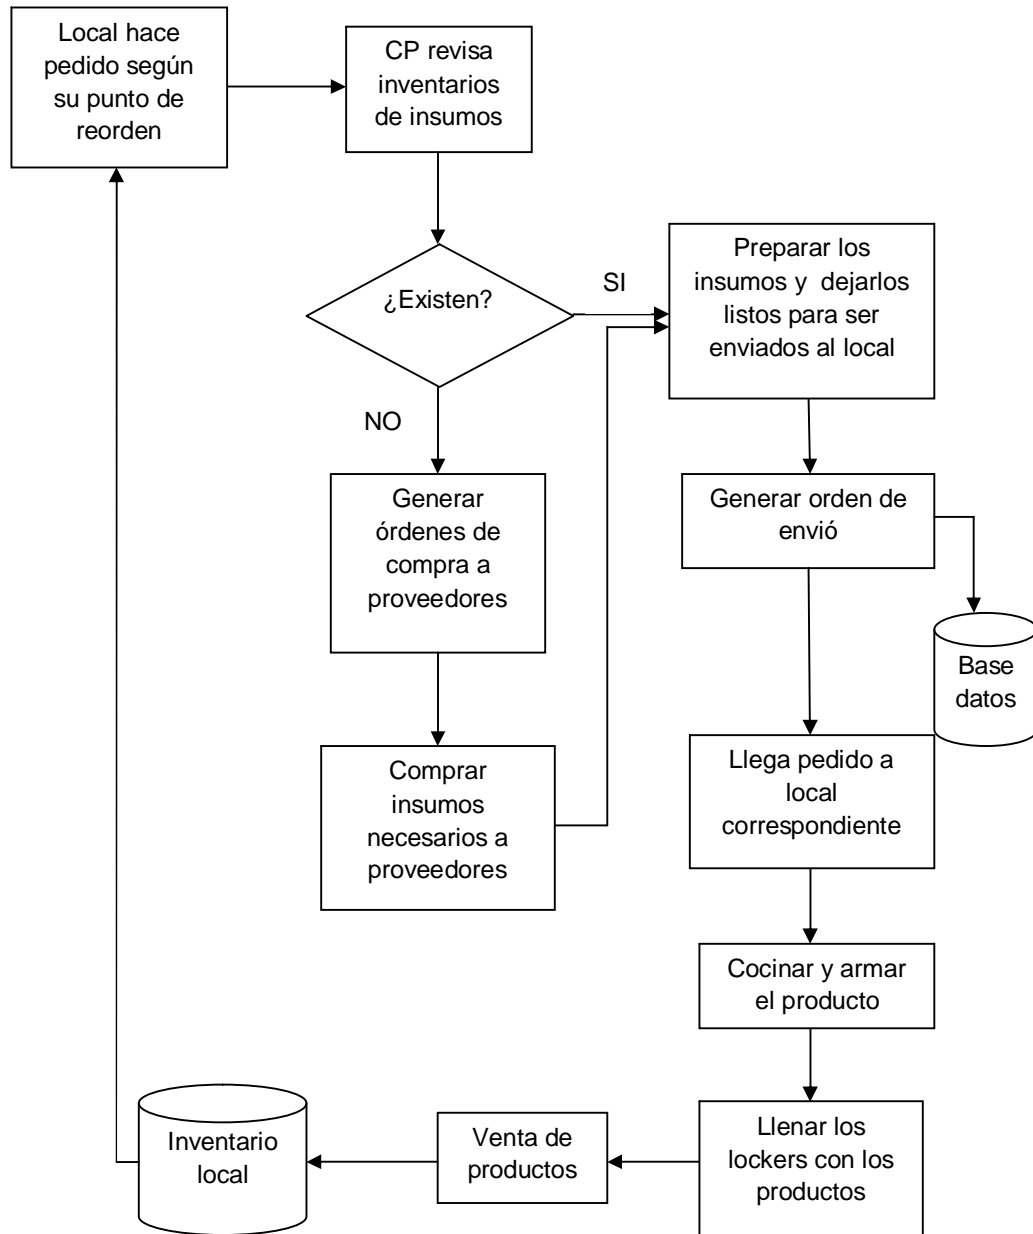 Local hace
pedido según
su punto de
reorden
CP revisa
inventarios
de insumos
¿Existen?
SI
Preparar los
insumos y  dejarlos
listos para ser
enviados al local
NO
Generar
órdenes de
compra a
proveedores
Generar orden de
envió
Base
datos
Comprar
insumos
necesarios a
proveedores
Llega pedido a
local
correspondiente
Cocinar y armar
el producto
Llenar los
lockers con los
productos
Venta de
productos
Inventario
local